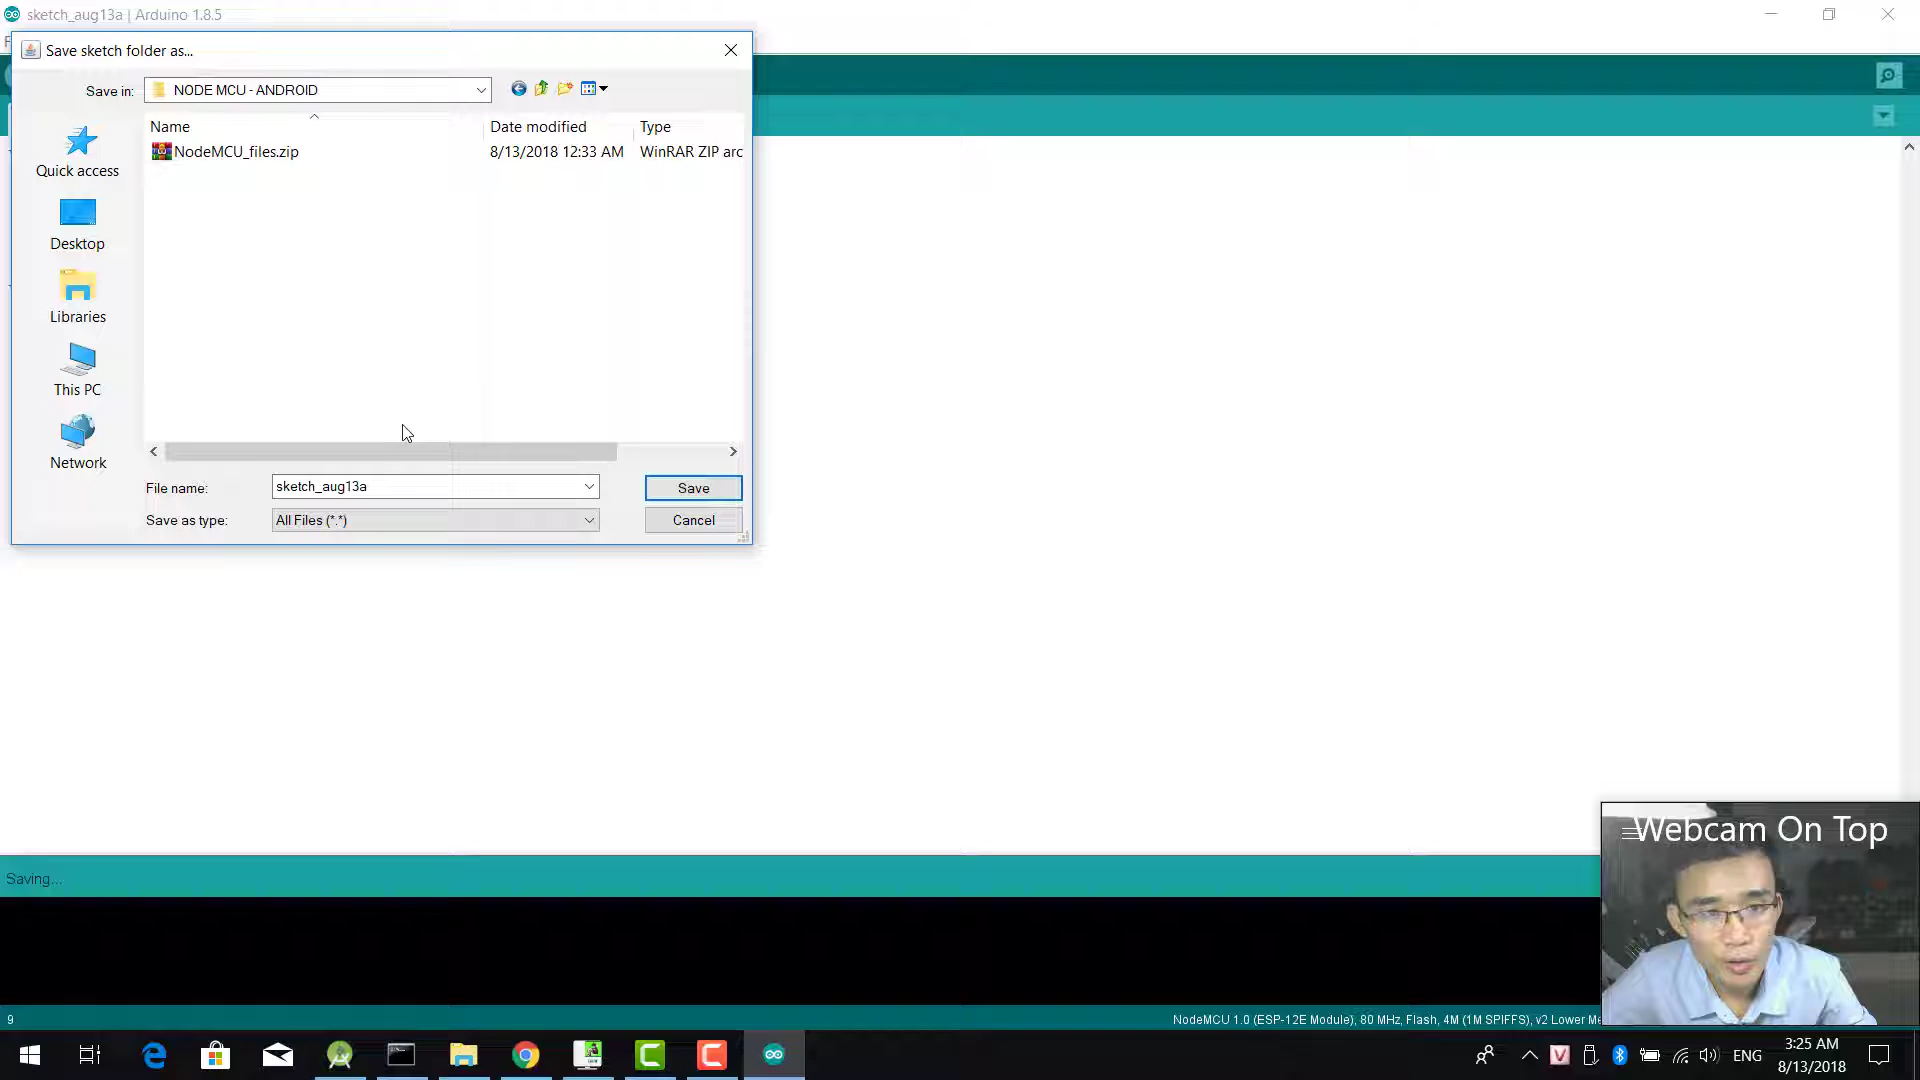 sketch_aug13a | Arduino 1.8.5
Save sketch folder as...
Save in:
NODE MCU - ANDROID
Name
Date modified
Type
NodeMCU_files.zip
8/13/2018 12:33 AM
WinRAR ZIP arc
Quick access
Desktop
Libraries
This PC
Network
File name:
sketch_aug13a
Save
Save as type:
All Files (*.*)
Cancel
Webcam On Top
Saving...
9
NodeMCU 1.0 (ESP-12E Module), 80 MHz, Flash, 4M (1M SPIFFS), v2 Lower Me
ENG
3:25 AM
8/13/2018